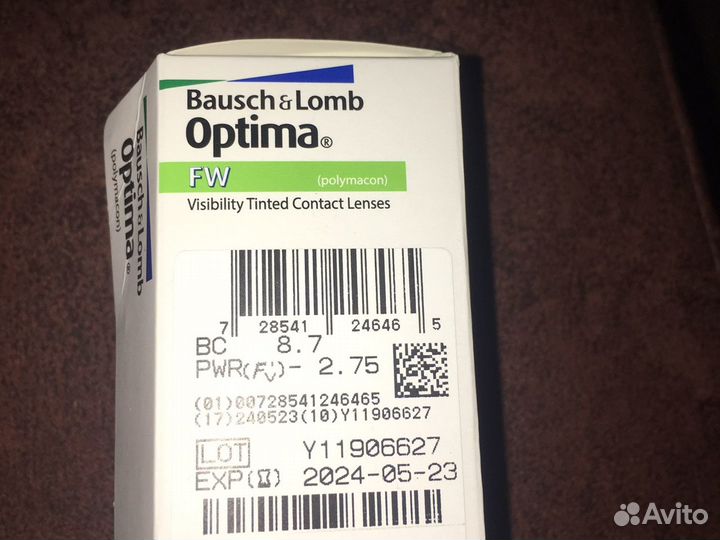 Bausch & Lomb
Optima®
FW (polymacon)
Visibility Tinted Contact Lenses
Bausch & Lomb
Optima®
(polymacon)
7 28541 24646 5
BC 8.7
PWR(F'v) - 2.75
(01)00728541246465
(17)240523(10)Y11906627
LOT Y11906627
EXP 2024-05-23
Avito